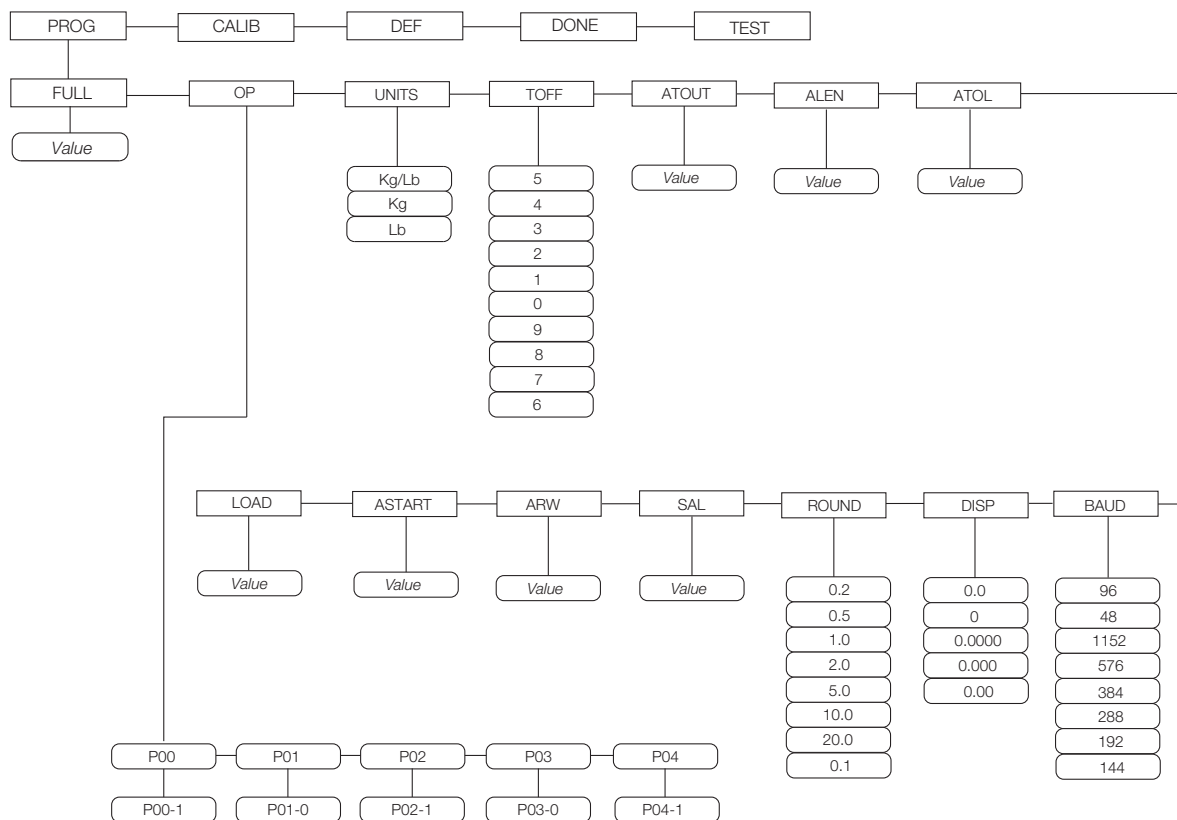 PROG CALIB DEF DONE TEST
FULL OP UNITS TOFF ATOUT ALEN ATOL
Value
Kg/Lb 5 Value Value Value
Kg 4
Lb 3
2
1
0
9
8
7
6
LOAD ASTART ARW SAL ROUND DISP BAUD
Value Value Value Value 0.2 0.0 96
0.5 0 48
1.0 0.0000 1152
2.0 0.000 576
5.0 0.00 384
10.0 288
20.0 192
0.1 144
P00 P01 P02 P03 P04
P00-1 P01-0 P02-1 P03-0 P04-1